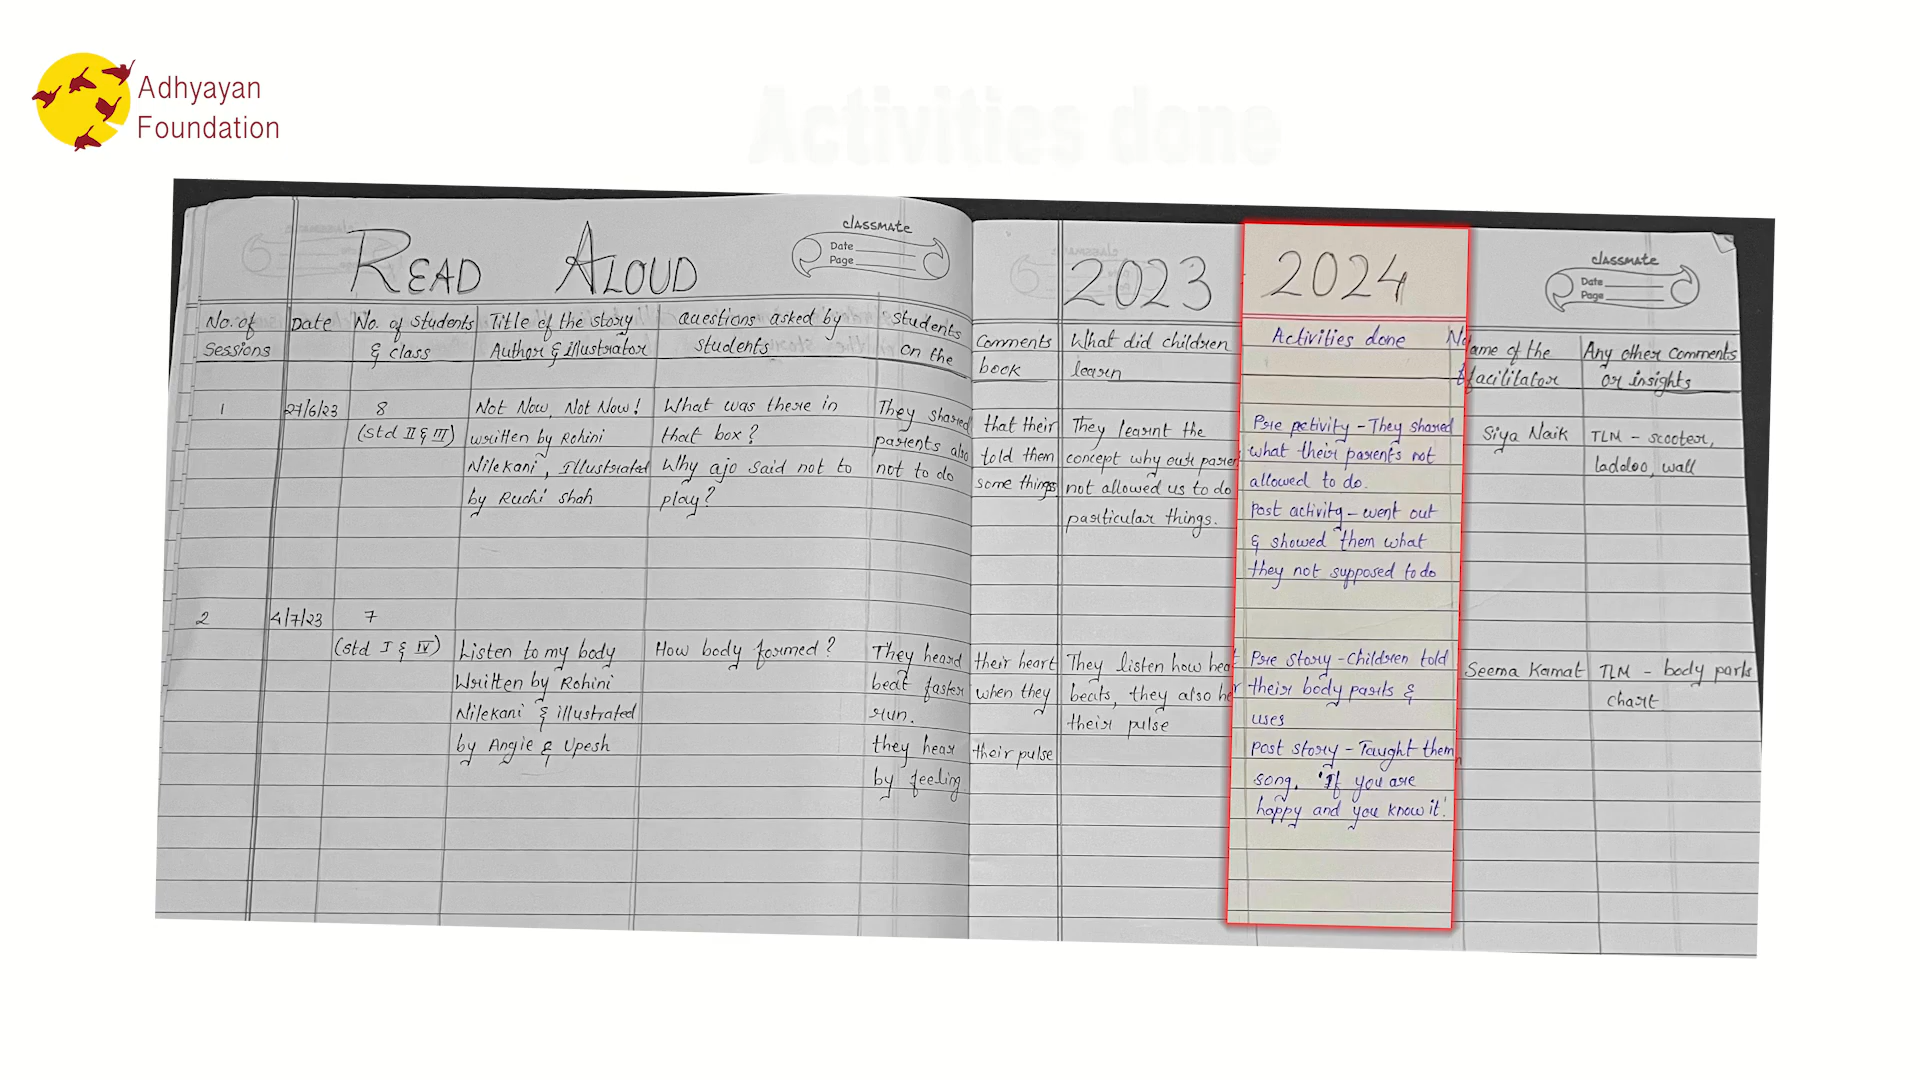 Adhyayan
Foundation
Activities done
READ ALOUD
classmate
Date
Page
2023 - 2024
classmate
Date
Page
No. of
Sessions
Date
No. of students
& class
Title of the story
Author & illustrator
Questions asked by
students
Students
on the
Comments
book
What did children
learn
Activities done
Name of the
facilitator
Any other comments
or insights
1
27/6/23
8
(std II & III)
Not Now, Not Now!
written by Rohini
Nilekani, Illustrated
by Ruchi Shah
What was there in
that box?
Why ajo said not to
play?
They shared that their
parents also told them
not to do some things
They learnt the
concept why our paren
not allowed us to do
particular things.
Pre activity - They shared
what their parents not
allowed to do.
Post activity - went out
& showed them what
they not supposed to do
Siya Naik
TLM - scooter,
laddoo, wall
2
4/7/23
7
(std I & IV)
Listen to my body
Written by Rohini
Nilekani & illustrated
by Angie & Upesh
How body formed?
They heard their heart
beat faster when they
run.
they hear their pulse
by feeling
They listen how hea
beats, they also he
their pulse
Pre story - Children told
their body parts &
uses
Post story - Taught them
song. 'If you are
happy and you know it!
Seema Kamat
TLM - body parts
chart